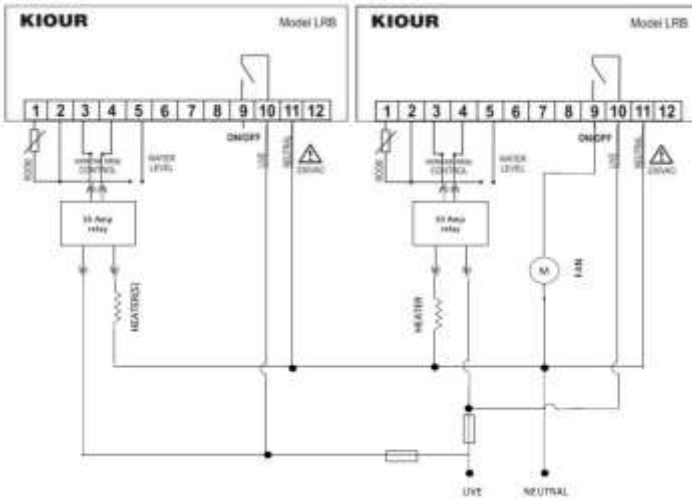 KIOUR Model LRB
1 2 3 4 5 6 7 8 9 10 11 12
ON/OFF
LIVE
NEUTRAL
230VAC
WATER
LEVEL
CONTROL
HEATER(S)
KIOUR Model LRB
1 2 3 4 5 6 7 8 9 10 11 12
ON/OFF
LIVE
NEUTRAL
230VAC
WATER
LEVEL
CONTROL
relay
relay
HEATER
M
FAN
LIVE NEUTRAL